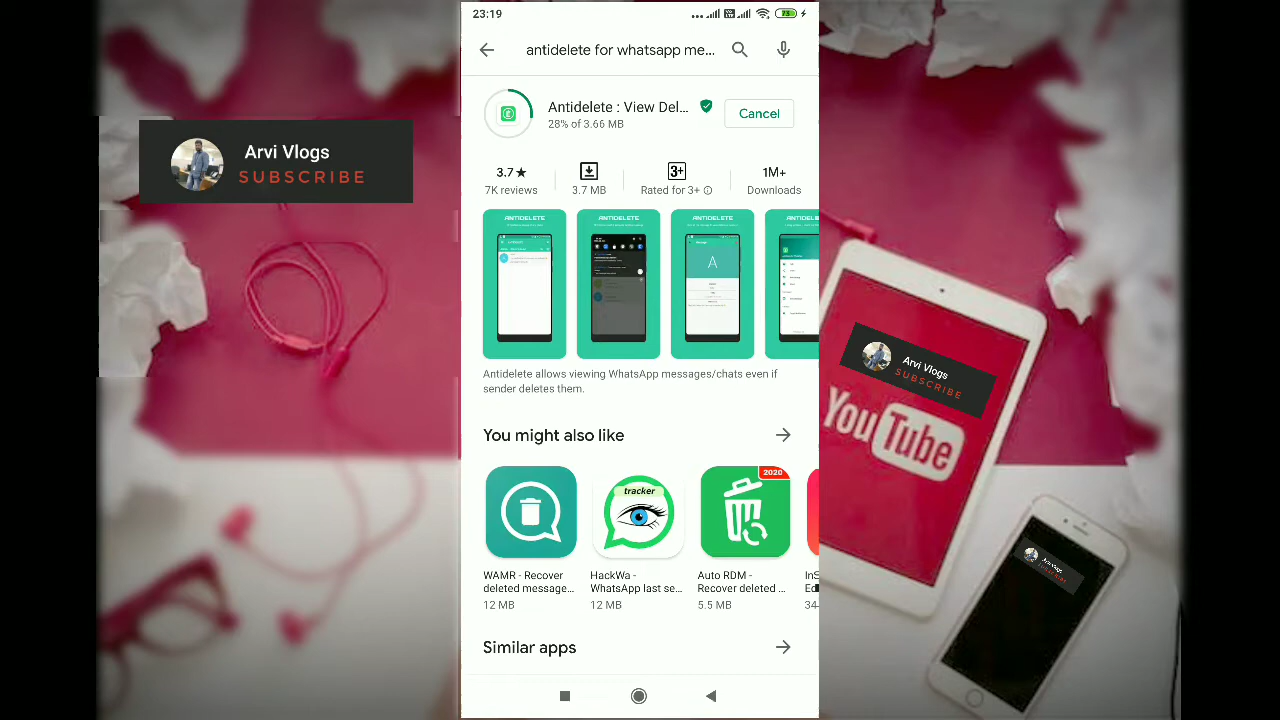 23:19
73
antidelete for whatsapp me...
Antidelete : View Del...
28% of 3.66 MB
Cancel
3.7★
7K reviews
3.7 MB
3+
Rated for 3+
1M+
Downloads
ANTIDELETE
ANTIDELETE
ANTIDELETE
A
Antidelete allows viewing WhatsApp messages/chats even if
sender deletes them.
You might also like
tracker
2020
WAMR - Recover
deleted message...
12 MB
HackWa -
WhatsApp last se...
12 MB
Auto RDM -
Recover deleted ...
5.5 MB
Similar apps
Arvi Vlogs
SUBSCRIBE
Arvi Vlogs
SUBSCRIBE
YouTube
Arvi Vlogs
SUBSCRIBE